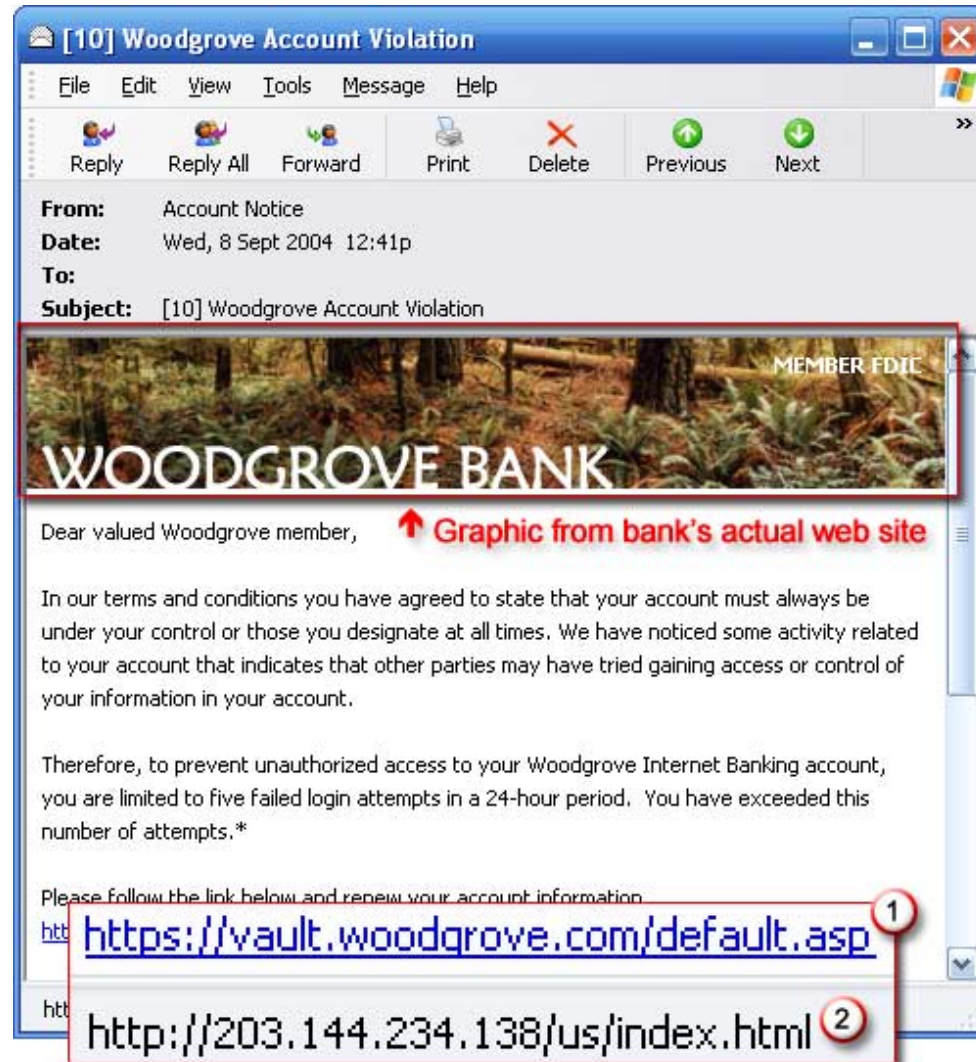 [10] Woodgrove Account Violation
File Edit View Tools Message Help
Reply Reply All Forward Print Delete Previous Next »
From: Account Notice
Date: Wed, 8 Sept 2004 12:41p
To:
Subject: [10] Woodgrove Account Violation
MEMBER FDIC
WOODGROVE BANK
Dear valued Woodgrove member,
Graphic from bank's actual web site
In our terms and conditions you have agreed to state that your account must always be
under your control or those you designate at all times. We have noticed some activity related
to your account that indicates that other parties may have tried gaining access or control of
your information in your account.
Therefore, to prevent unauthorized access to your Woodgrove Internet Banking account,
you are limited to five failed login attempts in a 24-hour period. You have exceeded this
number of attempts.*
Please follow the link below and renew your account information
https://vault.woodgrove.com/default.asp 1
http://203.144.234.138/us/index.html 2